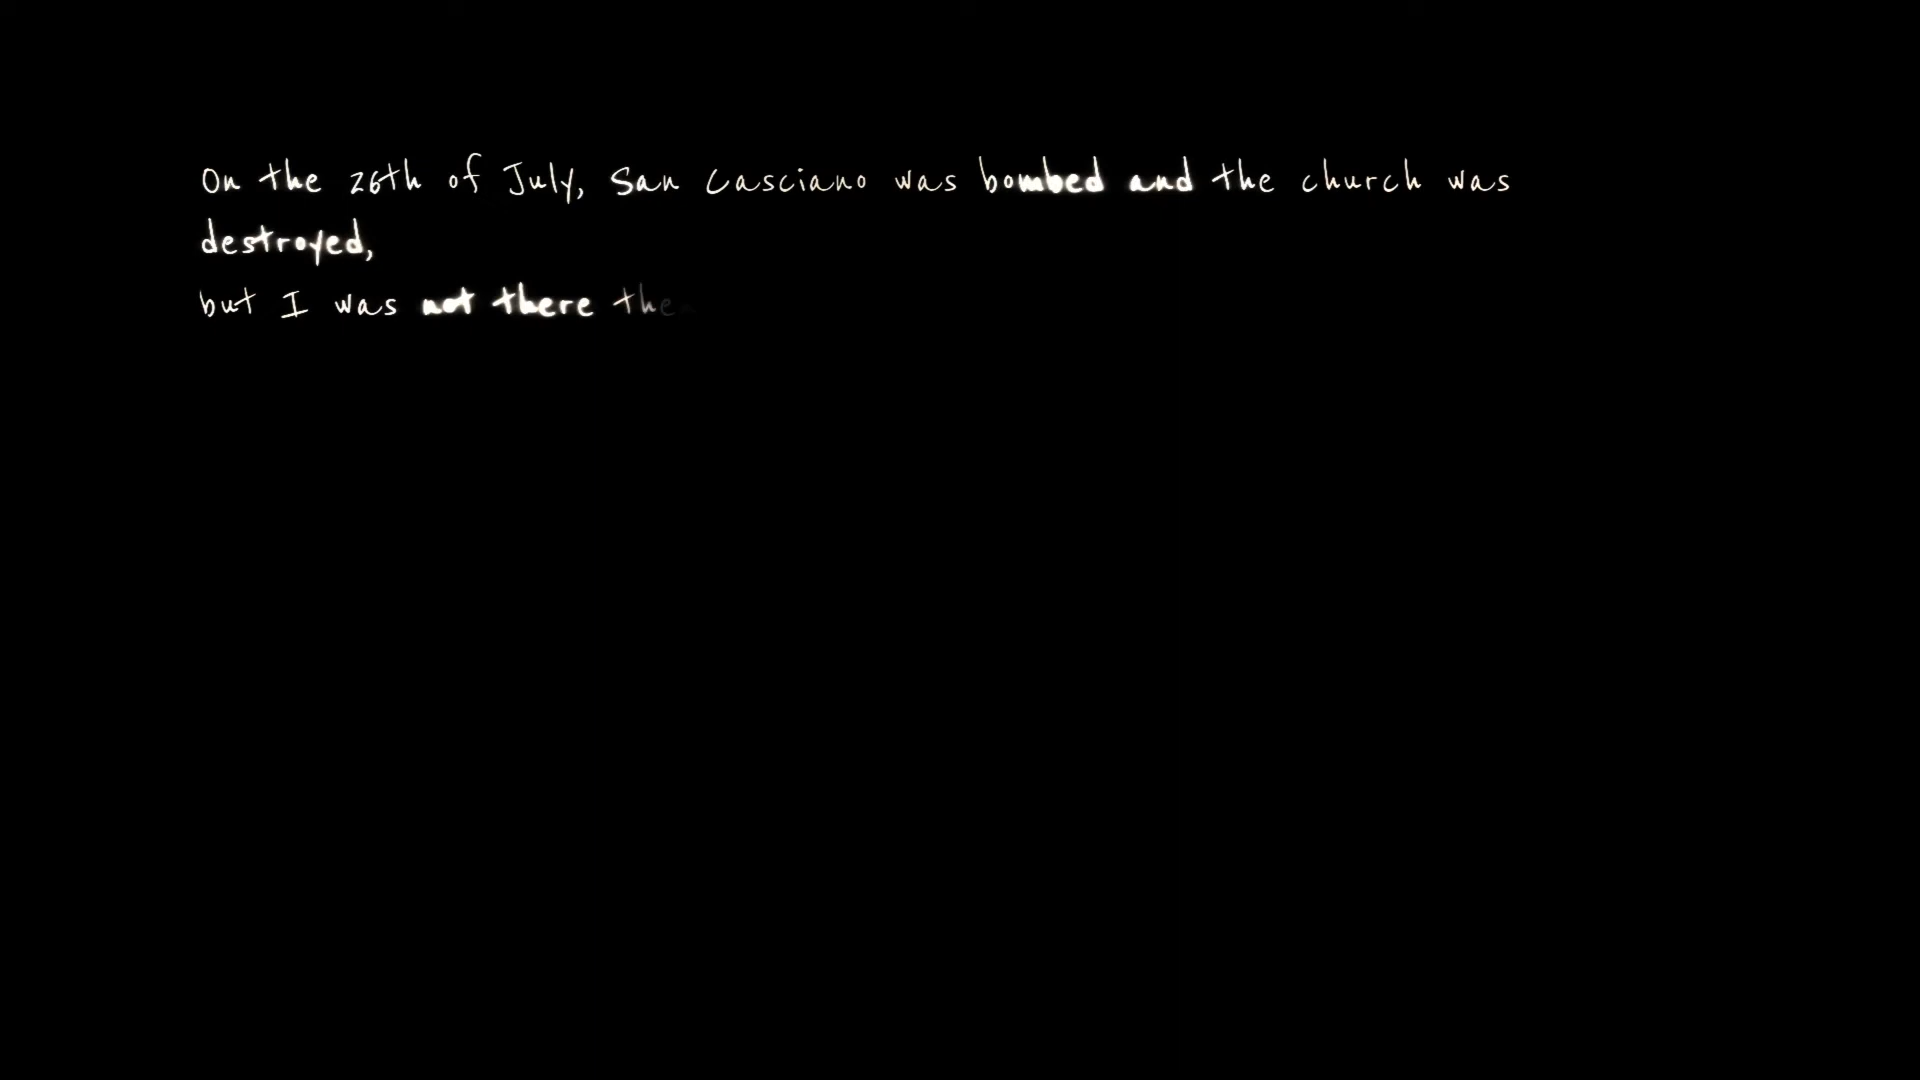 On the 26th of July, San Casciano was bombed and the church was
destroyed,
but I was not there